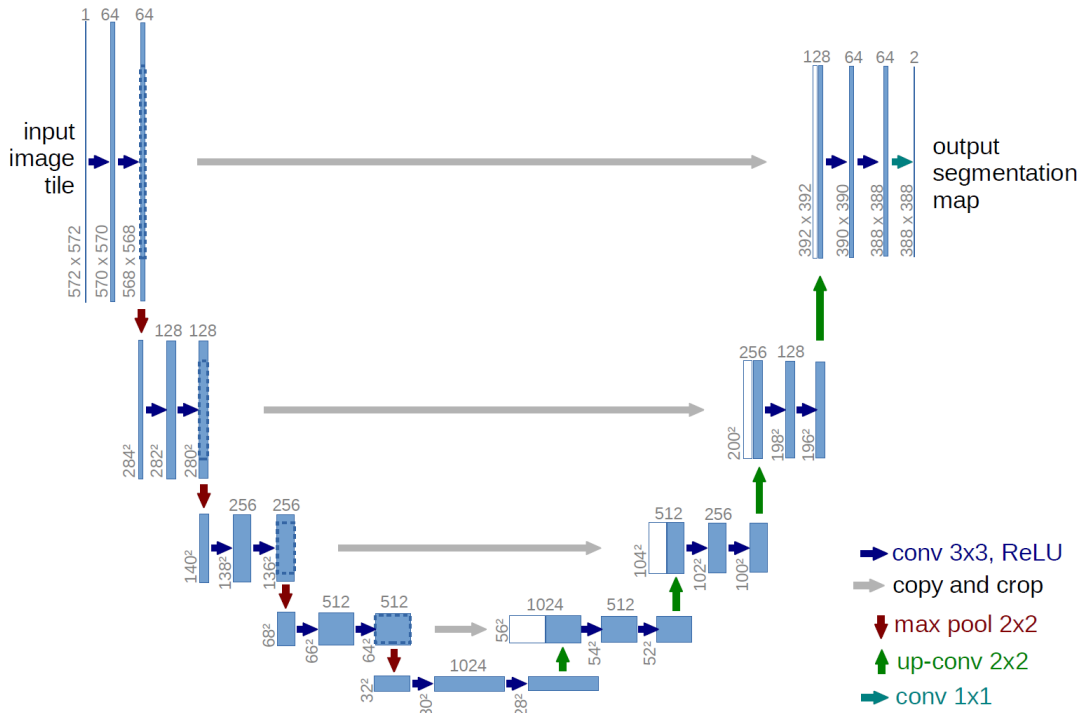 1 64 64
input
image
tile
572 x 572
570 x 570
568 x 568
128 64 64 2
output
segmentation
map
392 x 392
390 x 390
388 x 388
388 x 388
128 128
284²
282²
280²
256 128
200²
198²
196²
256 256
140²
138²
136²
512 256
104²
102²
100²
512 512
68²
66²
64²
1024 512
56²
54²
52²
1024
32²
30²
28²
conv 3x3, ReLU
copy and crop
max pool 2x2
up-conv 2x2
conv 1x1